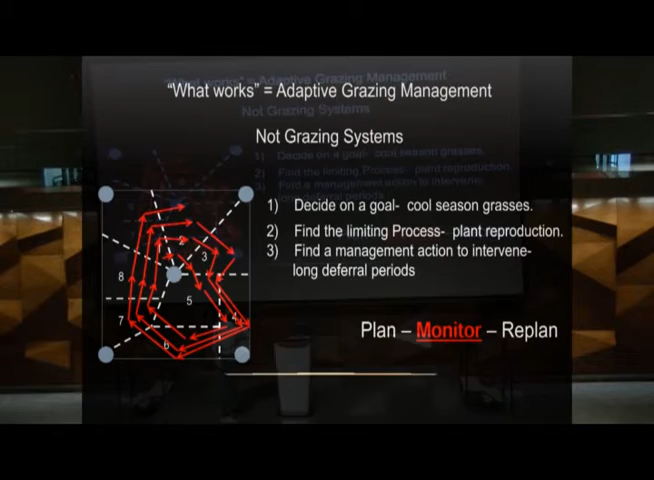 "What works" = Adaptive Grazing Management
Not Grazing Systems
1) Decide on a goal- cool season grasses.
2) Find the limiting Process- plant reproduction.
3) Find a management action to intervene-
long deferral periods
3
8
5
4
7
6
Plan – Monitor – Replan